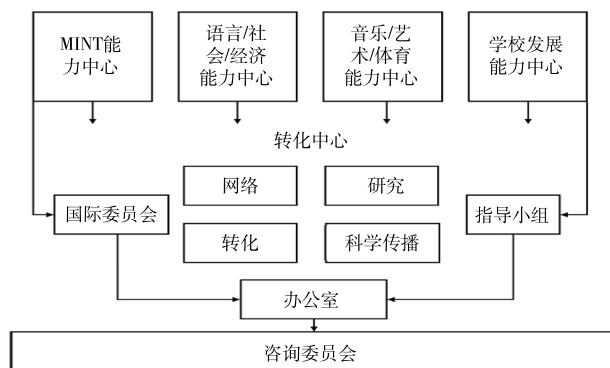 MINT能
力中心
语言/社
会/经济
能力中心
音乐/艺
术/体育
能力中心
学校发展
能力中心
转化中心
网络
研究
国际委员会
指导小组
转化
科学传播
办公室
咨询委员会